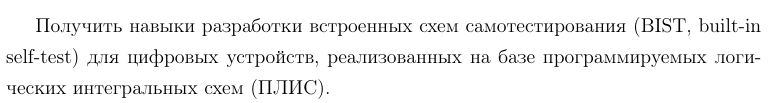 Получить навыки разработки встроенных схем самотестирования (BIST, built-in
self-test) для цифровых устройств, реализованных на базе программируемых логи-
ческих интегральных схем (ПЛИС).